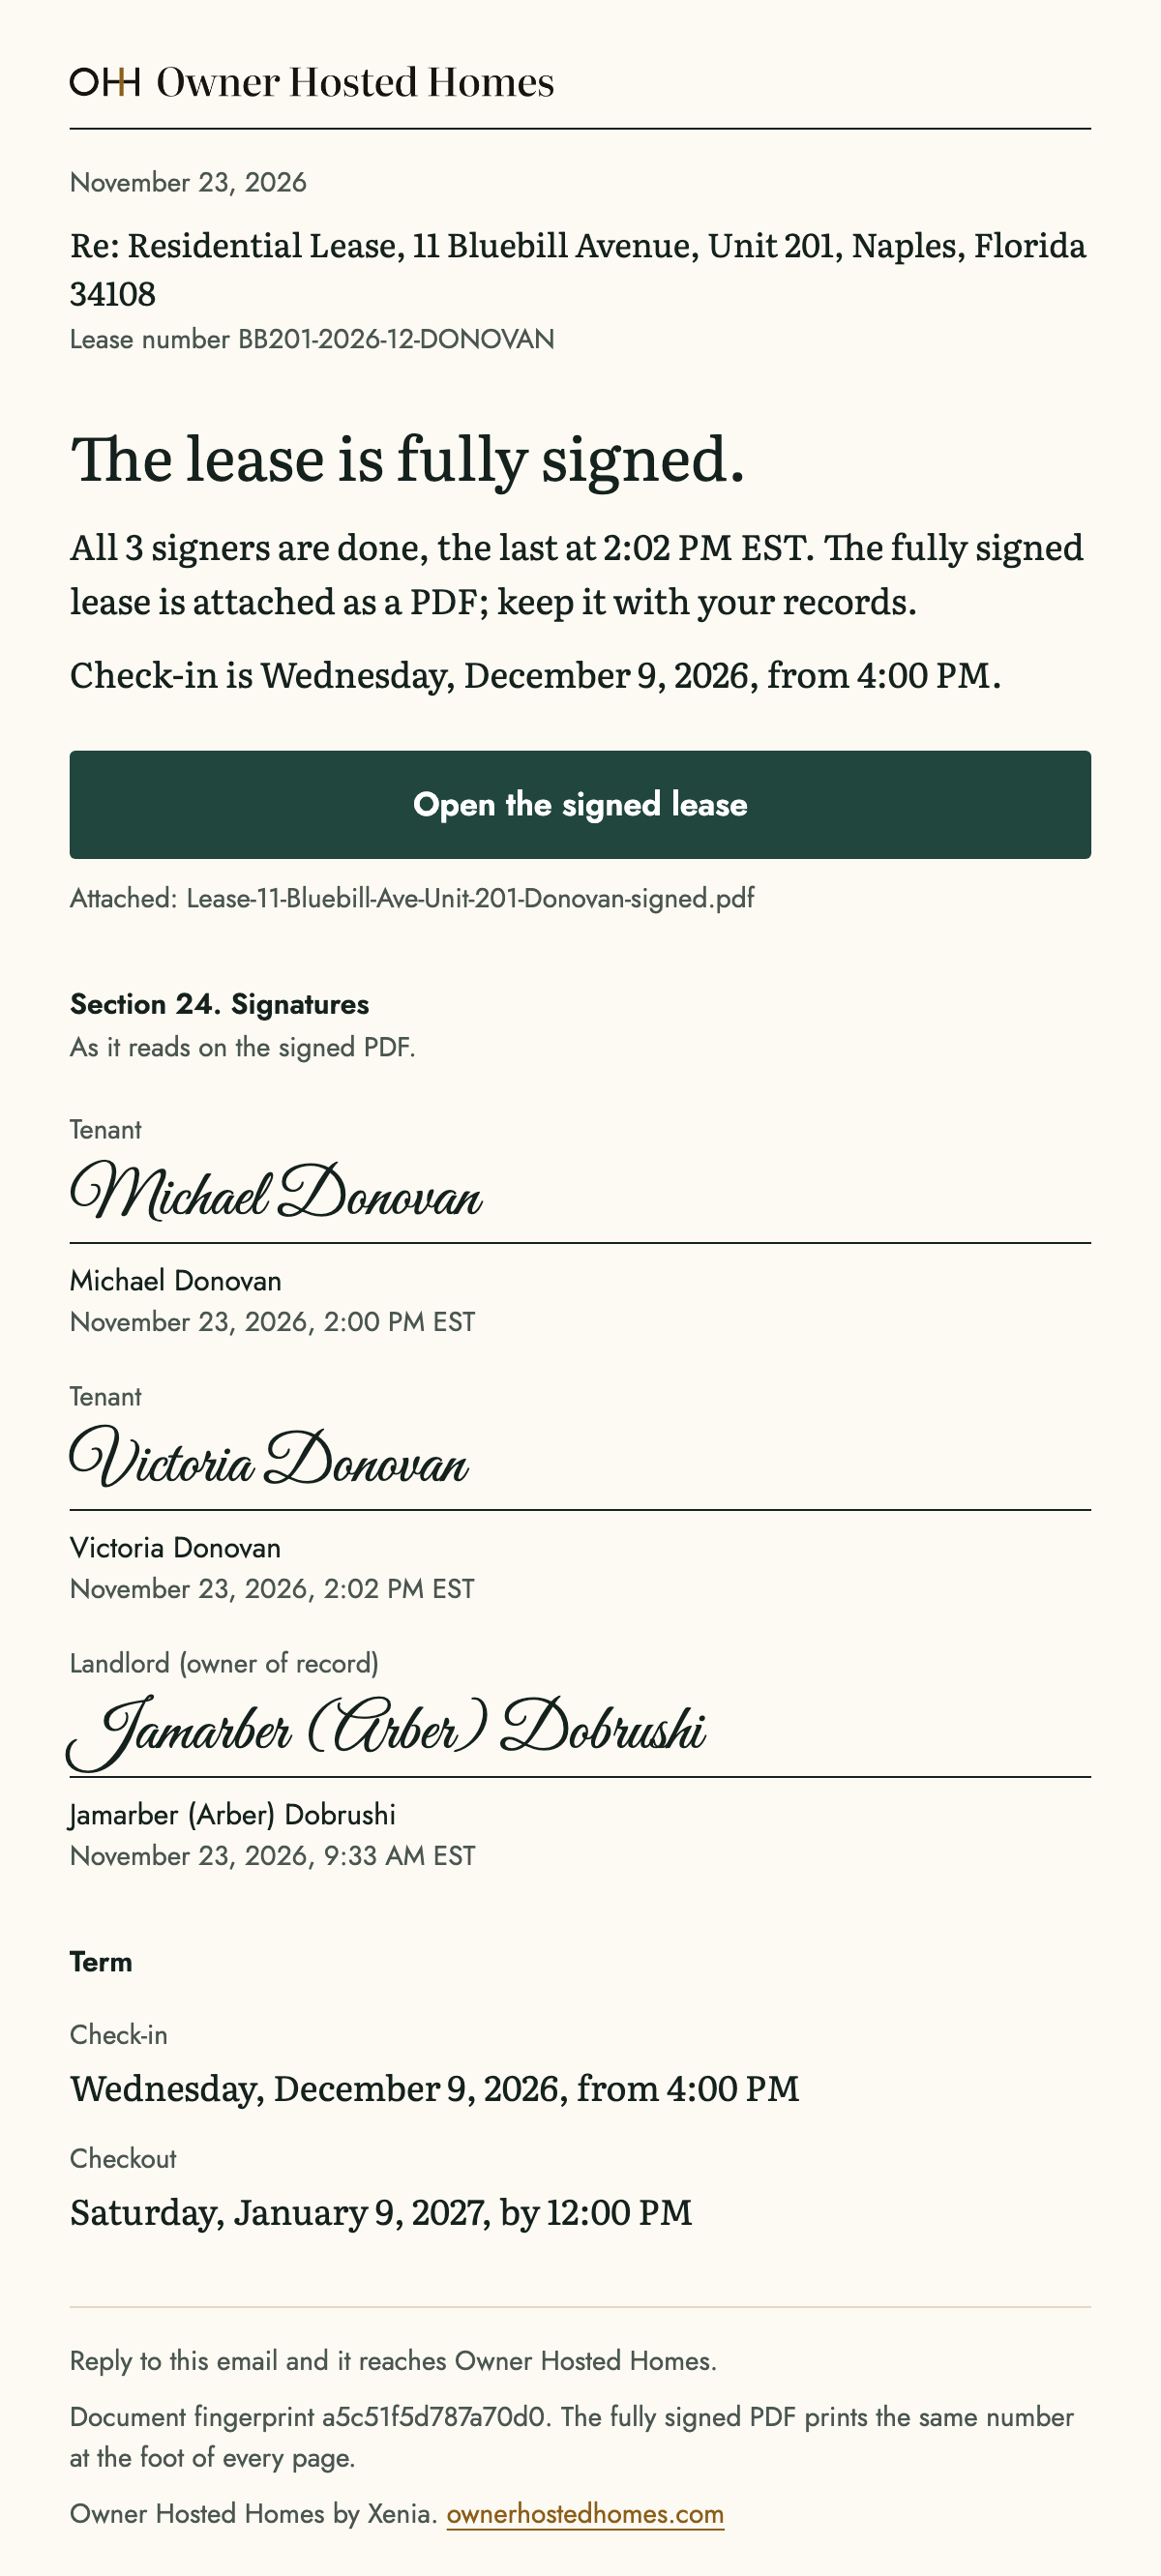 OHH Owner Hosted Homes
November 23, 2026
Re: Residential Lease, 11 Bluebill Avenue, Unit 201, Naples, Florida
34108
Lease number BB201-2026-12-DONOVAN
The lease is fully signed.
All 3 signers are done, the last at 2:02 PM EST. The fully signed
lease is attached as a PDF; keep it with your records.
Check-in is Wednesday, December 9, 2026, from 4:00 PM.
Open the signed lease
Attached: Lease-11-Bluebill-Ave-Unit-201-Donovan-signed.pdf
Section 24. Signatures
As it reads on the signed PDF.
Tenant
Michael Donovan
Michael Donovan
November 23, 2026, 2:00 PM EST
Tenant
Victoria Donovan
Victoria Donovan
November 23, 2026, 2:02 PM EST
Landlord (owner of record)
Jamarber (Arber) Dobrushi
Jamarber (Arber) Dobrushi
November 23, 2026, 9:33 AM EST
Term
Check-in
Wednesday, December 9, 2026, from 4:00 PM
Checkout
Saturday, January 9, 2027, by 12:00 PM
Reply to this email and it reaches Owner Hosted Homes.
Document fingerprint a5c51f5d787a70d0. The fully signed PDF prints the same number
at the foot of every page.
Owner Hosted Homes by Xenia. ownerhostedhomes.com